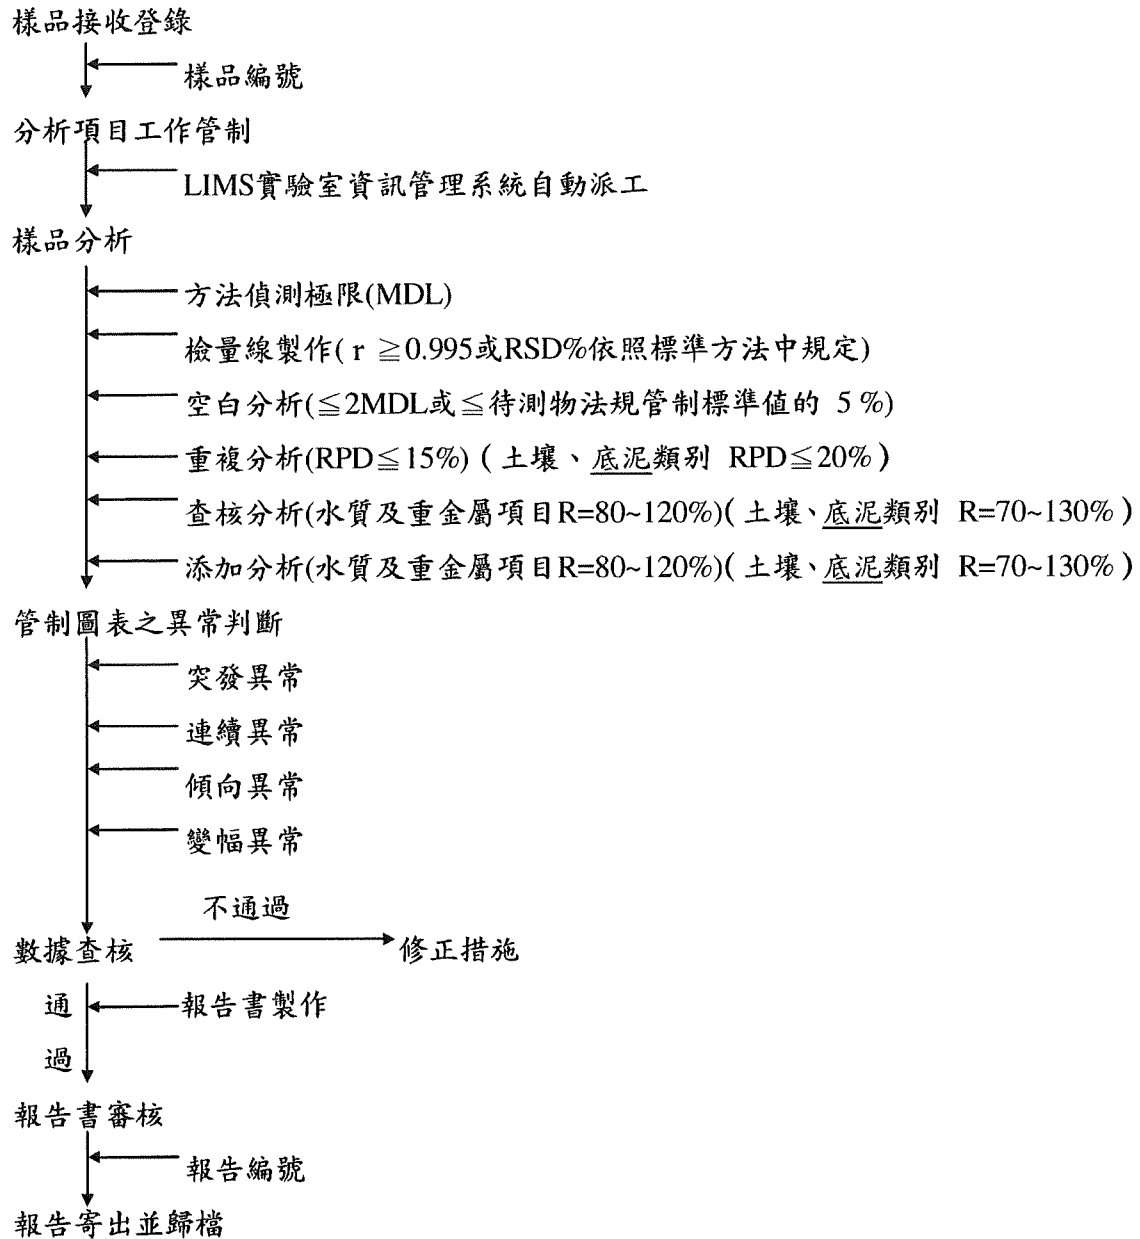 樣品接收登錄
樣品編號
分析項目工作管制
LIMS實驗室資訊管理系統自動派工
樣品分析
方法偵測極限(MDL)
檢量線製作( r ≧0.995或RSD%依照標準方法中規定)
空白分析(≦2MDL或≦待測物法規管制標準值的 5 %)
重複分析(RPD≦15%)(土壤、底泥類別 RPD≦20%)
查核分析(水質及重金屬項目R=80~120%)(土壤、底泥類別 R=70~130%)
添加分析(水質及重金屬項目R=80~120%)(土壤、底泥類別 R=70~130%)
管制圖表之異常判斷
突發異常
連續異常
傾向異常
變幅異常
不通過
數據查核 修正措施
通 報告書製作
過
報告書審核
報告編號
報告寄出並歸檔